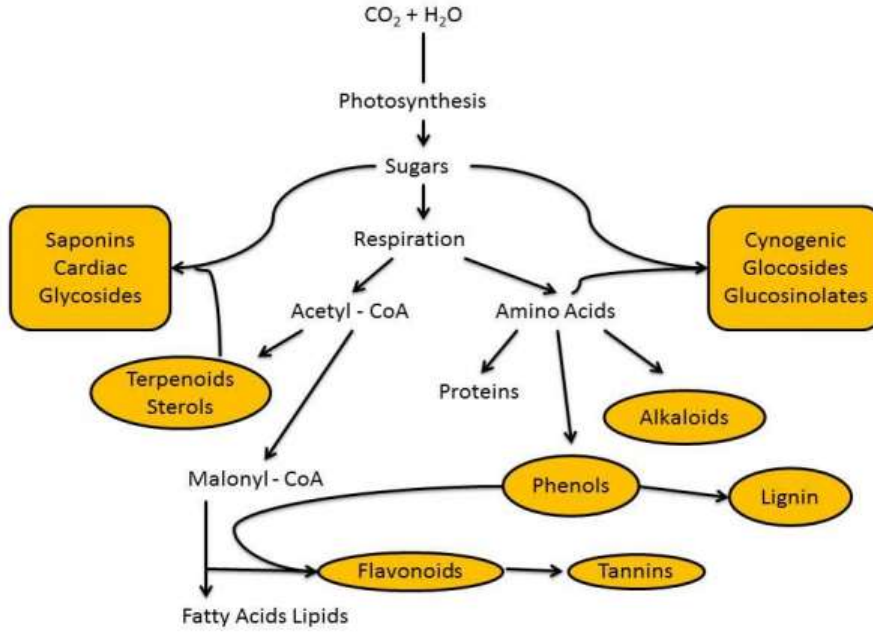 CO₂ + H₂O
Photosynthesis
Sugars
Saponins
Cardiac
Glycosides
Respiration
Cynogenic
Glocosides
Glucosinolates
Acetyl - CoA
Amino Acids
Terpenoids
Sterols
Proteins
Alkaloids
Malonyl - CoA
Phenols
Lignin
Flavonoids
Tannins
Fatty Acids Lipids